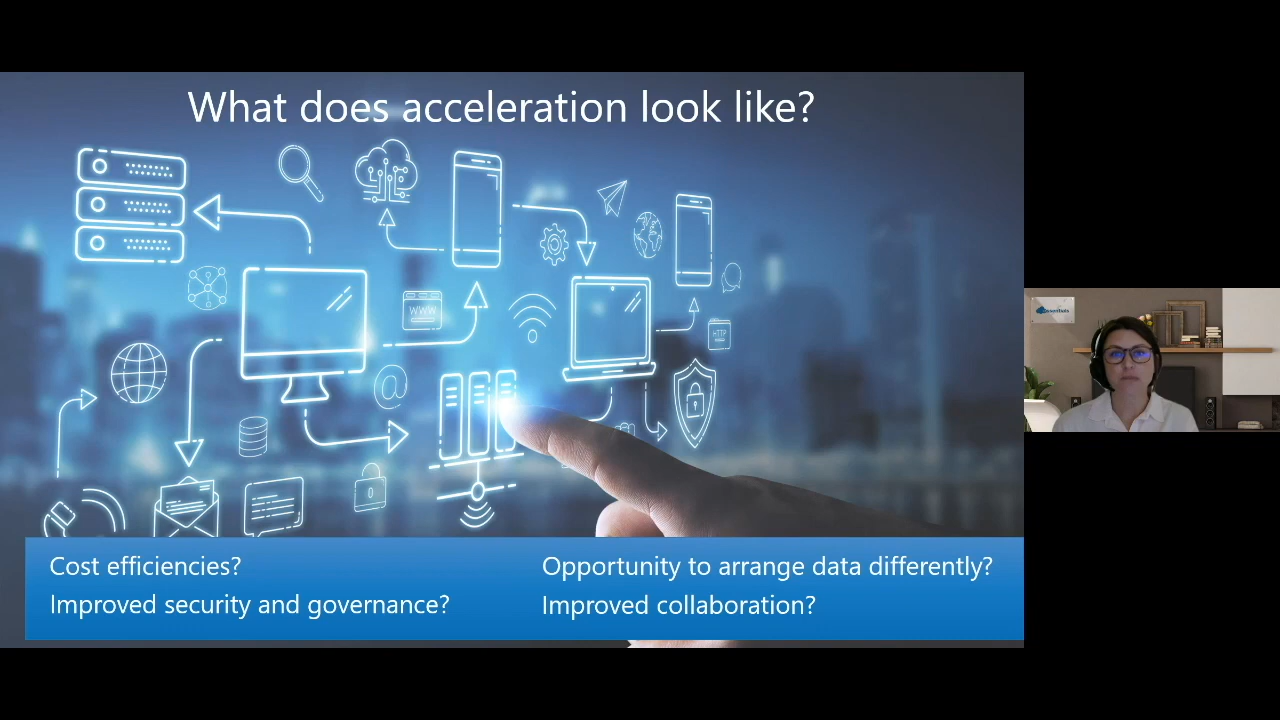 What does acceleration look like?
WWW
HTTP
@
Cost efficiencies?
Improved security and governance?
Opportunity to arrange data differently?
Improved collaboration?